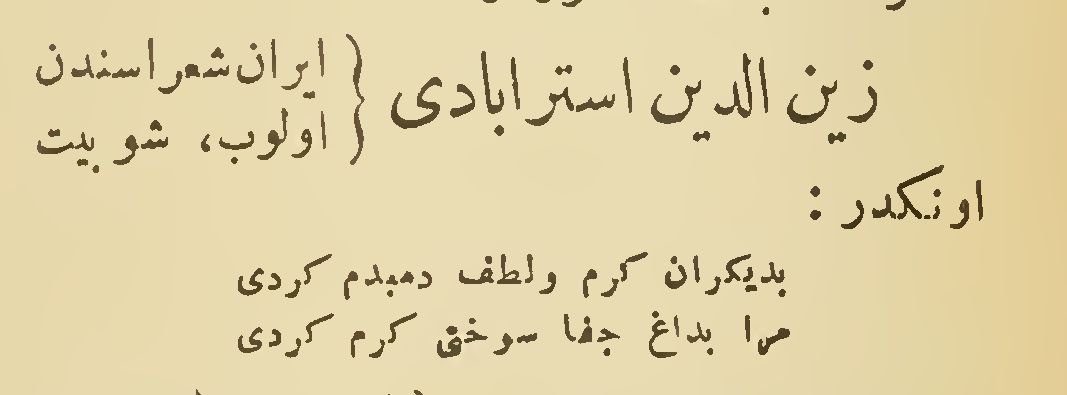 زين الدين استرابادى { ايران شعراسندن
اولوب، شو بيت
اونكدر :
بديكران كرم ولطف دمبدم كردى
مرا بداغ جفا سوختى كرم كردى